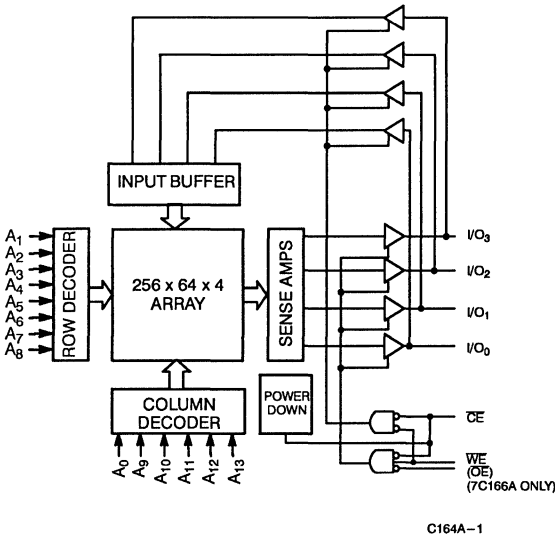 INPUT BUFFER
A1
A2
A3
A4
A5
A6
A7
A8
ROW DECODER
256 x 64 x 4
ARRAY
SENSE AMPS
I/O3
I/O2
I/O1
I/O0
COLUMN
DECODER
POWER
DOWN
A0
A9
A10
A11
A12
A13
CE
WE
(OE)
(7C166A ONLY)
C164A-1